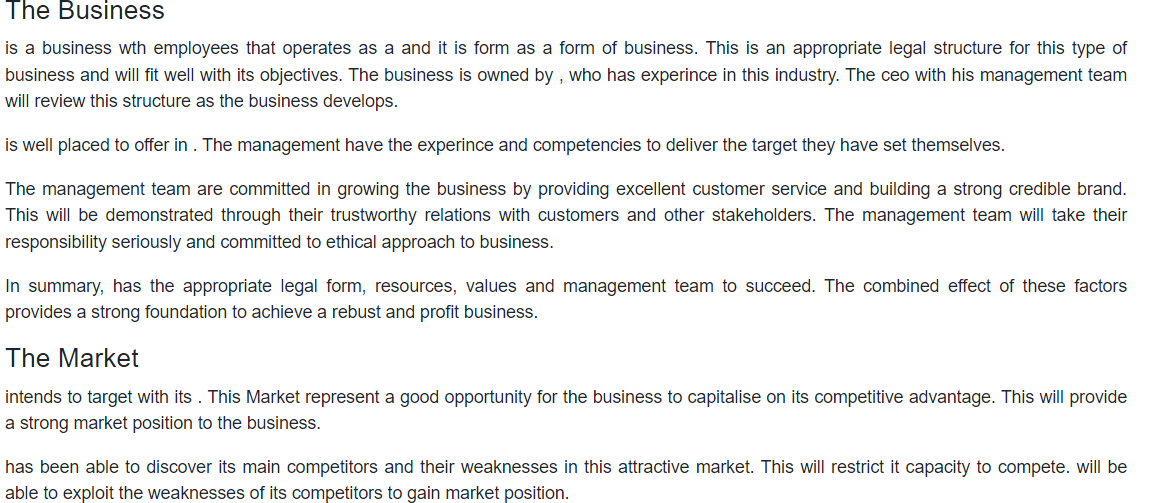 The Business
is a business wth employees that operates as a and it is form as a form of business. This is an appropriate legal structure for this type of
business and will fit well with its objectives. The business is owned by , who has experince in this industry. The ceo with his management team
will review this structure as the business develops.
is well placed to offer in . The management have the experince and competencies to deliver the target they have set themselves.
The management team are committed in growing the business by providing excellent customer service and building a strong credible brand.
This will be demonstrated through their trustworthy relations with customers and other stakeholders. The management team will take their
responsibility seriously and committed to ethical approach to business.
In summary, has the appropriate legal form, resources, values and management team to succeed. The combined effect of these factors
provides a strong foundation to achieve a rebust and profit business.
The Market
intends to target with its . This Market represent a good opportunity for the business to capitalise on its competitive advantage. This will provide
a strong market position to the business.
has been able to discover its main competitors and their weaknesses in this attractive market. This will restrict it capacity to compete. will be
able to exploit the weaknesses of its competitors to gain market position.